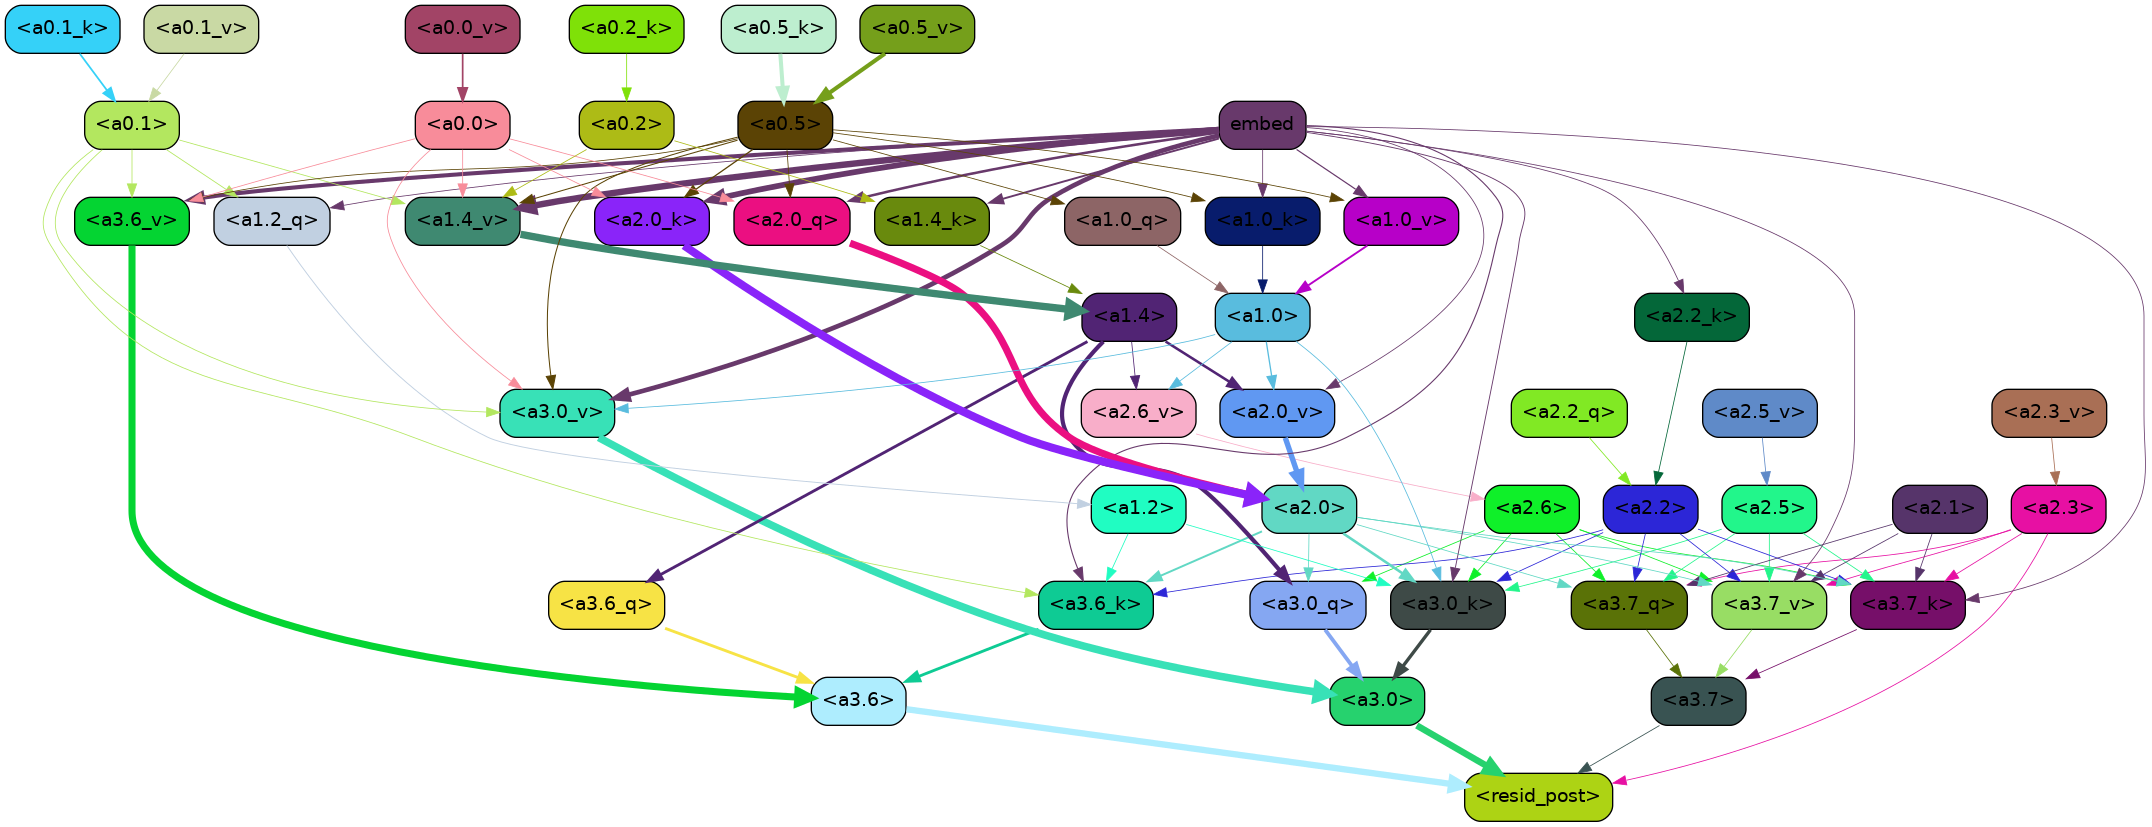 <a0.1_k> <a0.1_v> <a0.0_v> <a0.2_k> <a0.5_k> <a0.5_v>
<a0.1> <a0.0> <a0.2> <a0.5> embed
<a3.6_v> <a1.2_q> <a1.4_v> <a2.0_k> <a2.0_q> <a1.4_k> <a1.0_q> <a1.0_k> <a1.0_v>
<a1.4> <a1.0> <a2.2_k>
<a3.0_v> <a2.6_v> <a2.0_v> <a2.2_q> <a2.5_v> <a2.3_v>
<a1.2> <a2.0> <a2.6> <a2.2> <a2.5> <a2.1> <a2.3>
<a3.6_q> <a3.6_k> <a3.0_q> <a3.0_k> <a3.7_q> <a3.7_v> <a3.7_k>
<a3.6> <a3.0> <a3.7>
<resid_post>